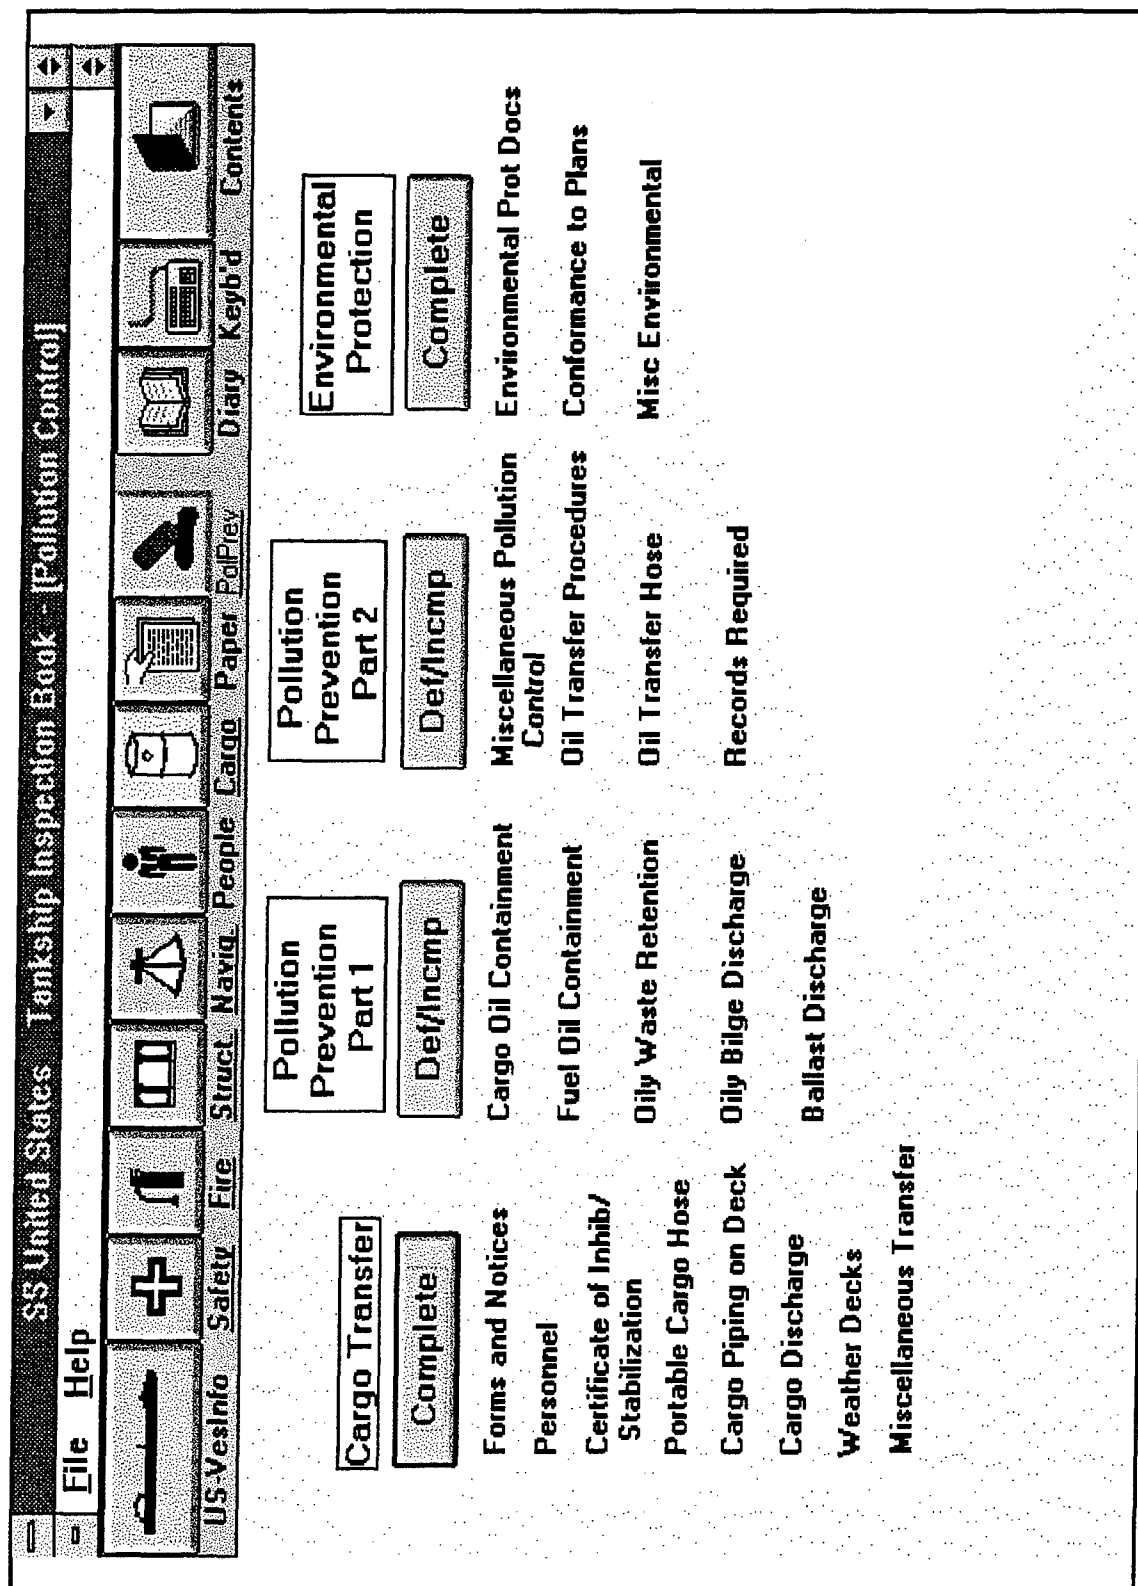 SS United States Tankship Inspection Book - [Pollution Control]
File Help
US-VesInfo Safety Fire Struct Navig People Cargo Paper PolPrev Diary Keyb'd Contents
Cargo Transfer
Complete
Forms and Notices
Personnel
Certificate of Inhib/
Stabilization
Portable Cargo Hose
Cargo Piping on Deck
Cargo Discharge
Weather Decks
Miscellaneous Transfer
Pollution
Prevention
Part 1
Def/Incmp
Cargo Oil Containment
Fuel Oil Containment
Oily Waste Retention
Oily Bilge Discharge
Ballast Discharge
Pollution
Prevention
Part 2
Def/Incmp
Miscellaneous Pollution
Control
Oil Transfer Procedures
Oil Transfer Hose
Records Required
Environmental
Protection
Complete
Environmental Prot Docs
Conformance to Plans
Misc Environmental